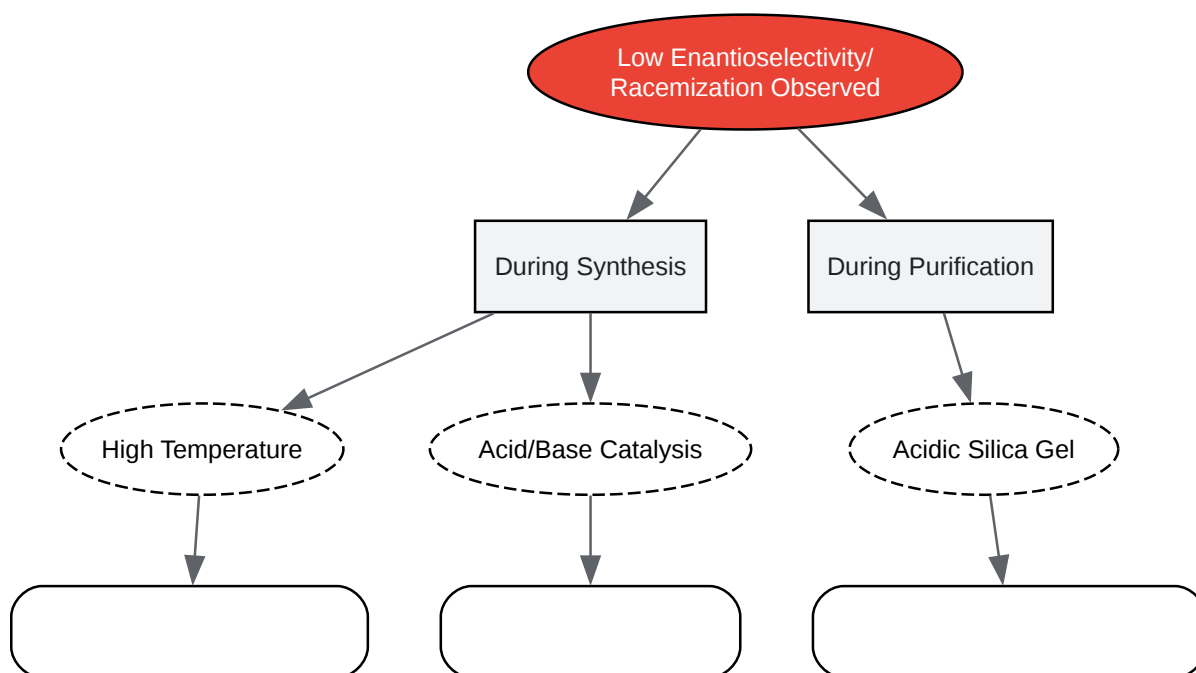 Low Enantioselectivity/
Racemization Observed
During Synthesis
During Purification
High Temperature
Acid/Base Catalysis
Acidic Silica Gel